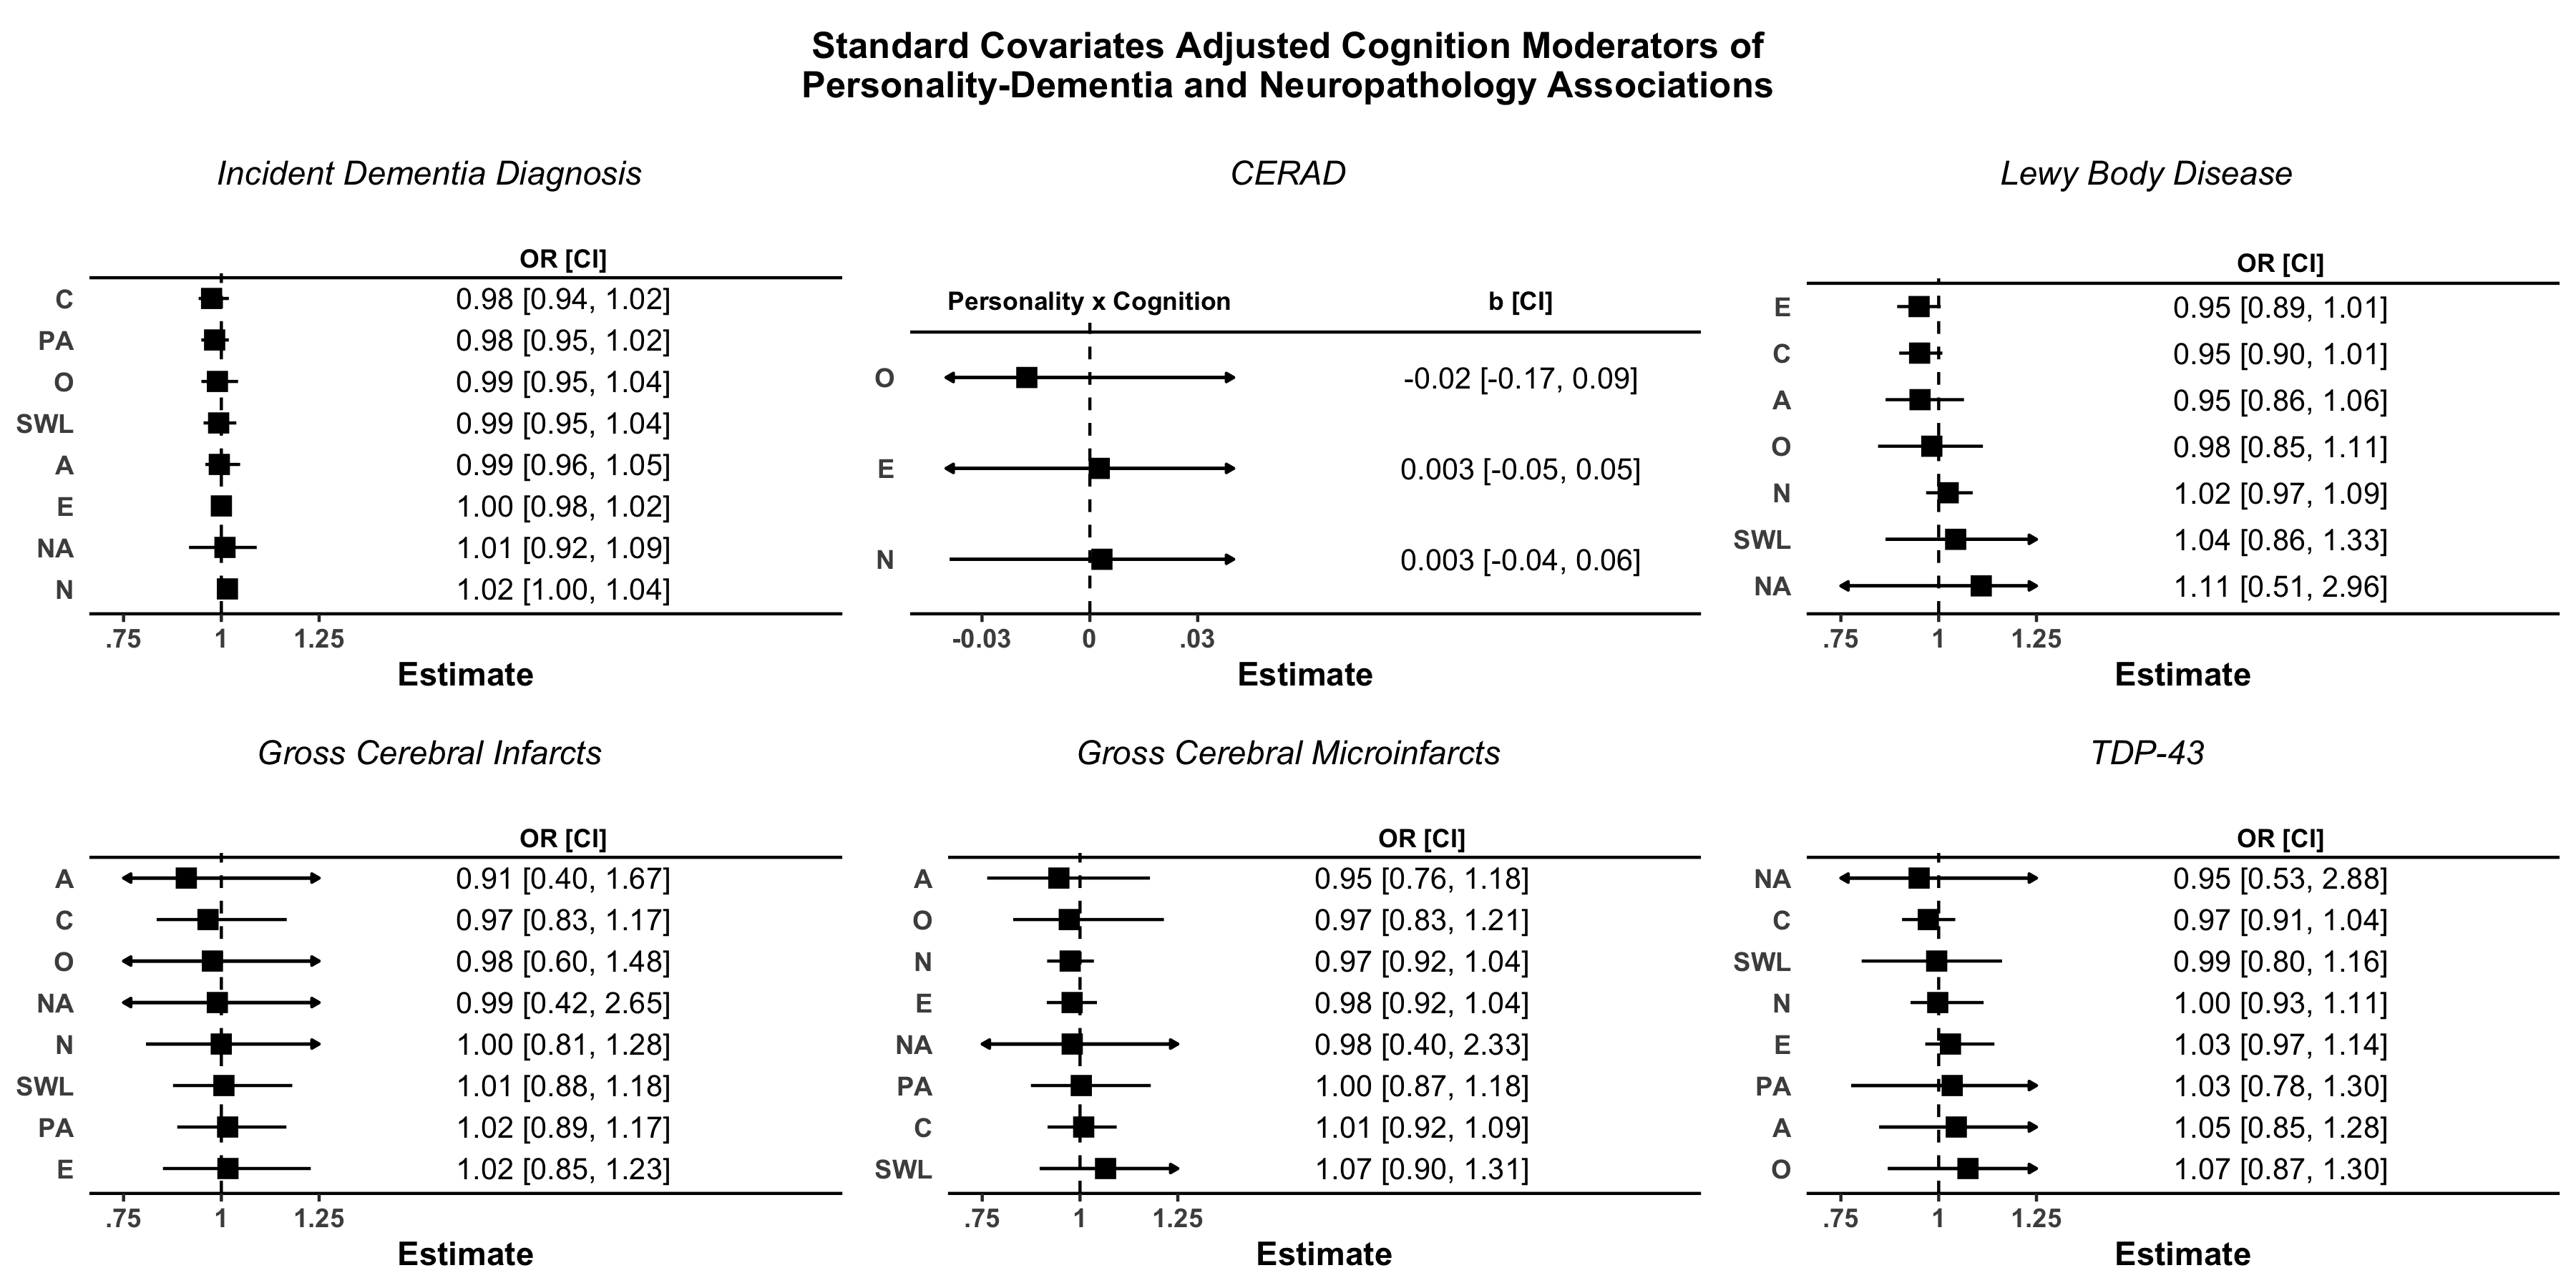 Standard Covariates Adjusted Cognition Moderators of
Personality-Dementia and Neuropathology Associations
Incident Dementia Diagnosis
OR [CI]
C 0.98 [0.94, 1.02]
PA 0.98 [0.95, 1.02]
O 0.99 [0.95, 1.04]
SWL 0.99 [0.95, 1.04]
A 0.99 [0.96, 1.05]
E 1.00 [0.98, 1.02]
NA 1.01 [0.92, 1.09]
N 1.02 [1.00, 1.04]
.75 1 1.25
Estimate
CERAD
Personality x Cognition b [CI]
O -0.02 [-0.17, 0.09]
E 0.003 [-0.05, 0.05]
N 0.003 [-0.04, 0.06]
-0.03 0 .03
Estimate
Lewy Body Disease
OR [CI]
E 0.95 [0.89, 1.01]
C 0.95 [0.90, 1.01]
A 0.95 [0.86, 1.06]
O 0.98 [0.85, 1.11]
N 1.02 [0.97, 1.09]
SWL 1.04 [0.86, 1.33]
NA 1.11 [0.51, 2.96]
.75 1 1.25
Estimate
Gross Cerebral Infarcts
OR [CI]
A 0.91 [0.40, 1.67]
C 0.97 [0.83, 1.17]
O 0.98 [0.60, 1.48]
NA 0.99 [0.42, 2.65]
N 1.00 [0.81, 1.28]
SWL 1.01 [0.88, 1.18]
PA 1.02 [0.89, 1.17]
E 1.02 [0.85, 1.23]
.75 1 1.25
Estimate
Gross Cerebral Microinfarcts
OR [CI]
A 0.95 [0.76, 1.18]
O 0.97 [0.83, 1.21]
N 0.97 [0.92, 1.04]
E 0.98 [0.92, 1.04]
NA 0.98 [0.40, 2.33]
PA 1.00 [0.87, 1.18]
C 1.01 [0.92, 1.09]
SWL 1.07 [0.90, 1.31]
.75 1 1.25
Estimate
TDP-43
OR [CI]
NA 0.95 [0.53, 2.88]
C 0.97 [0.91, 1.04]
SWL 0.99 [0.80, 1.16]
N 1.00 [0.93, 1.11]
E 1.03 [0.97, 1.14]
PA 1.03 [0.78, 1.30]
A 1.05 [0.85, 1.28]
O 1.07 [0.87, 1.30]
.75 1 1.25
Estimate